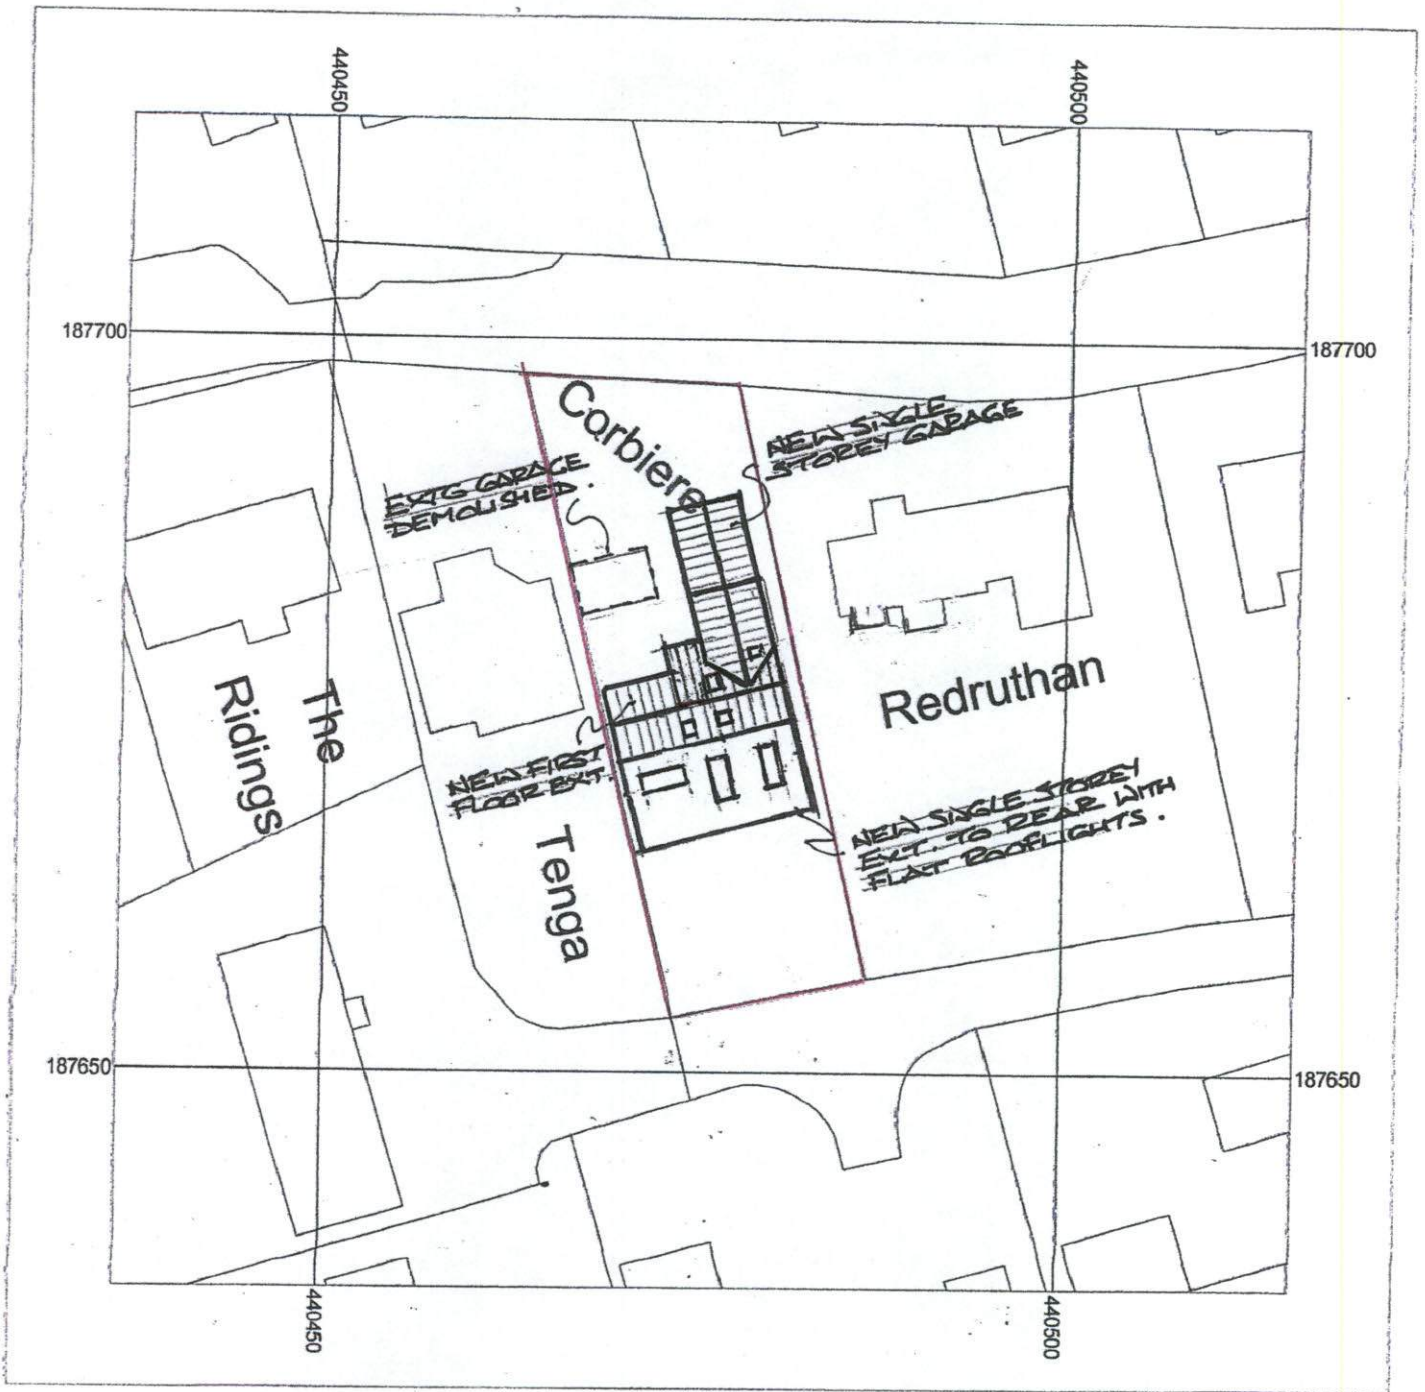 440450
440500
187700
187700
Corbiere
NEW SINGLE
STOREY GARAGE
EXTG GARAGE
DEMOLISHED.
The
Ridings
Redruthan
NEW FIRST
FLOOR EXT.
Tenga
NEW SINGLE STOREY
EXT. TO REAR WITH
FLAT ROOFLIGHTS.
187650
187650
440450
440500